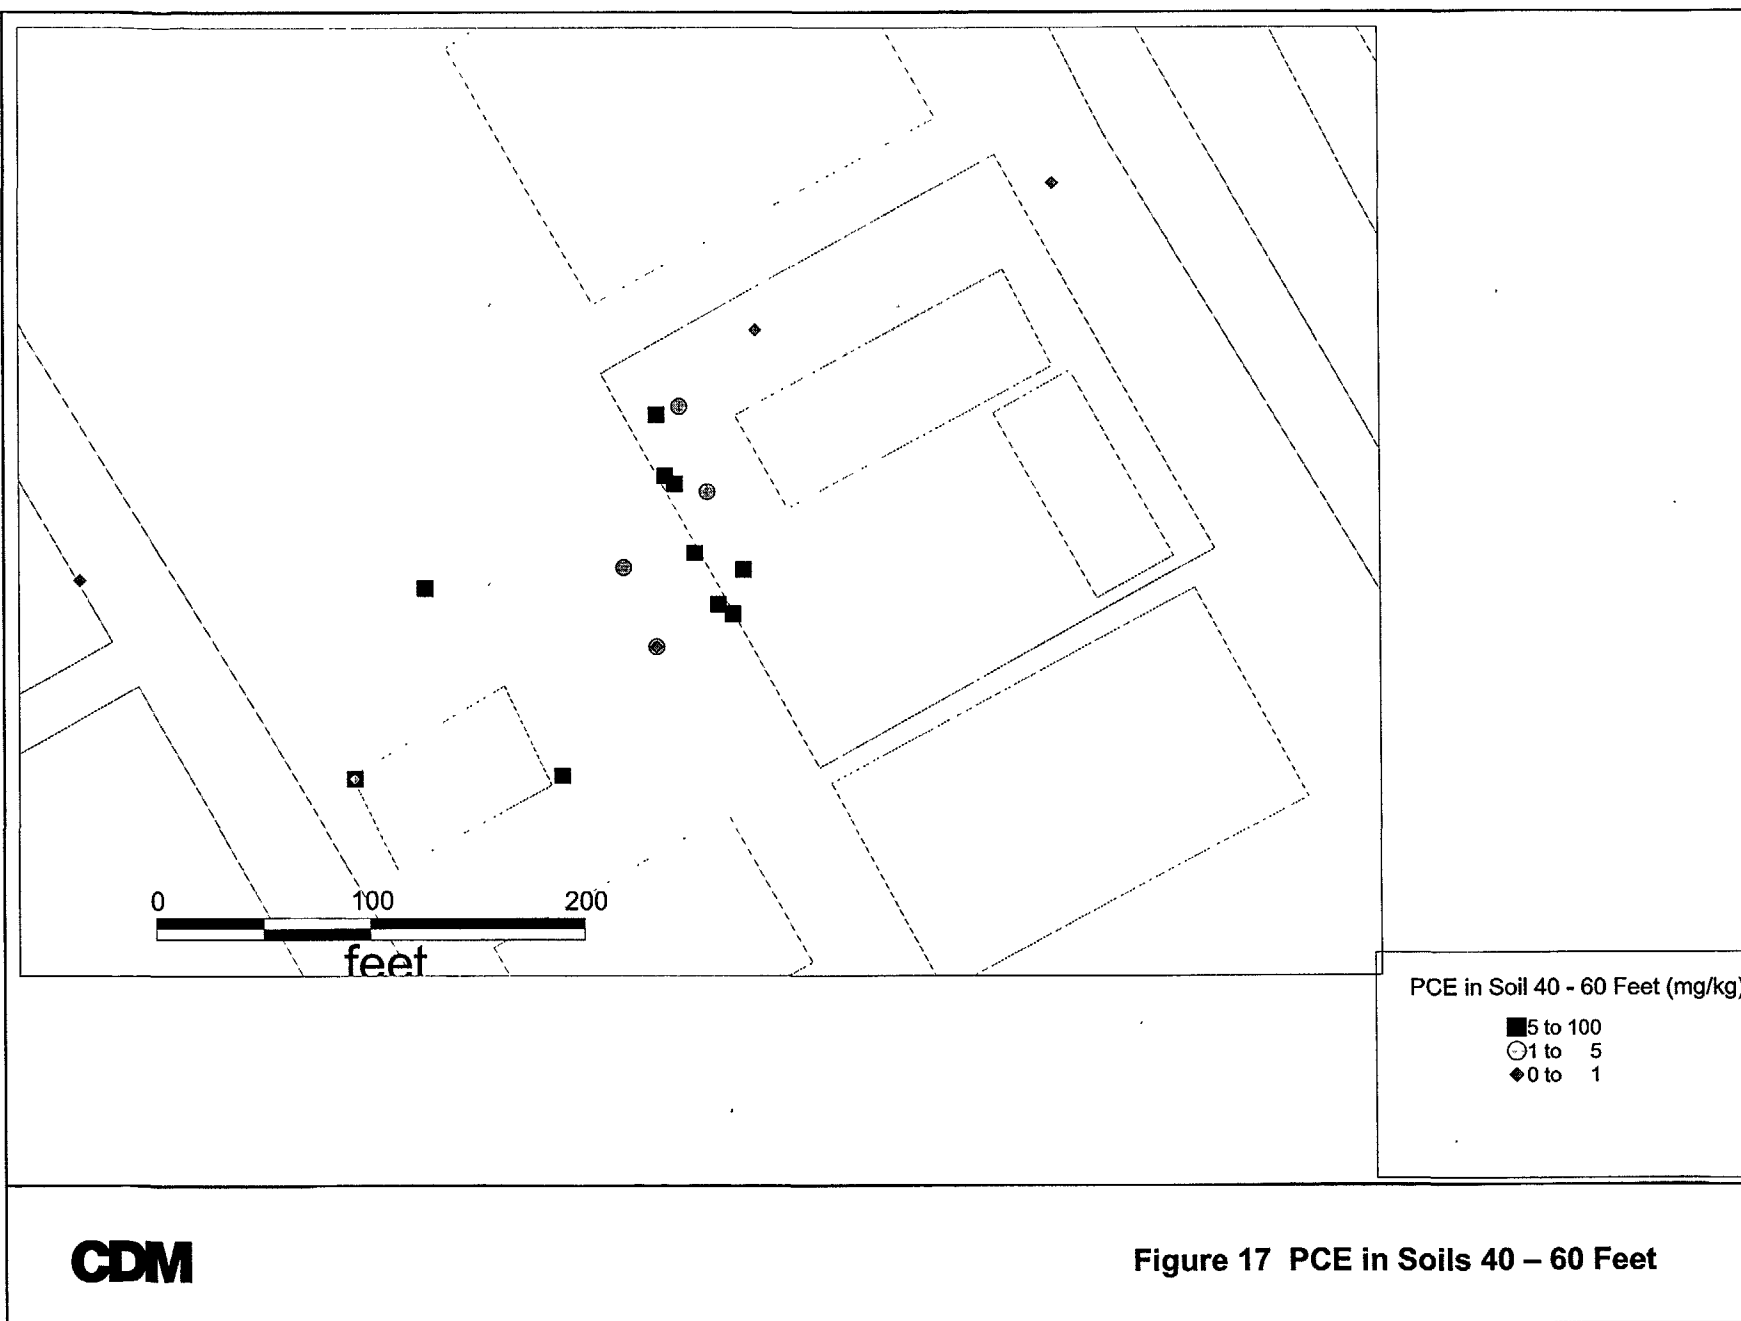 0 100 200
feet
PCE in Soil 40 - 60 Feet (mg/kg)
5 to 100
1 to 5
0 to 1
CDM
Figure 17 PCE in Soils 40 – 60 Feet